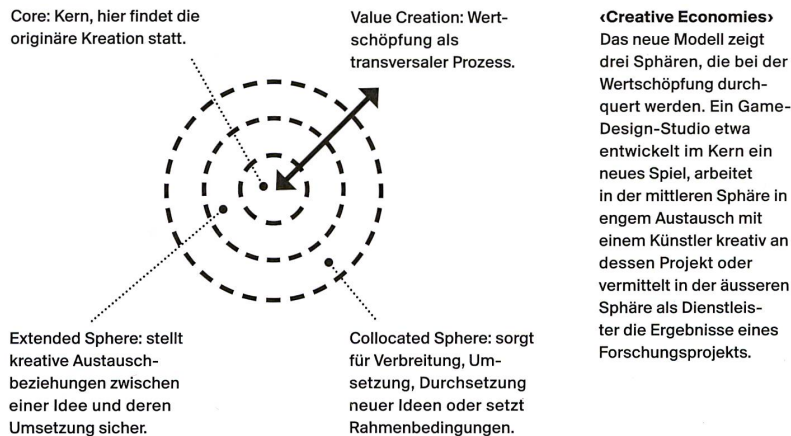 Core: Kern, hier findet die
originäre Kreation statt.
Value Creation: Wert-
schöpfung als
transversaler Prozess.
Extended Sphere: stellt
kreative Austausch-
beziehungen zwischen
einer Idee und deren
Umsetzung sicher.
Collocated Sphere: sorgt
für Verbreitung, Um-
setzung, Durchsetzung
neuer Ideen oder setzt
Rahmenbedingungen.
‹Creative Economies›
Das neue Modell zeigt
drei Sphären, die bei der
Wertschöpfung durch-
quert werden. Ein Game-
Design-Studio etwa
entwickelt im Kern ein
neues Spiel, arbeitet
in der mittleren Sphäre in
engem Austausch mit
einem Künstler kreativ an
dessen Projekt oder
vermittelt in der äusseren
Sphäre als Dienstleis-
ter die Ergebnisse eines
Forschungsprojekts.